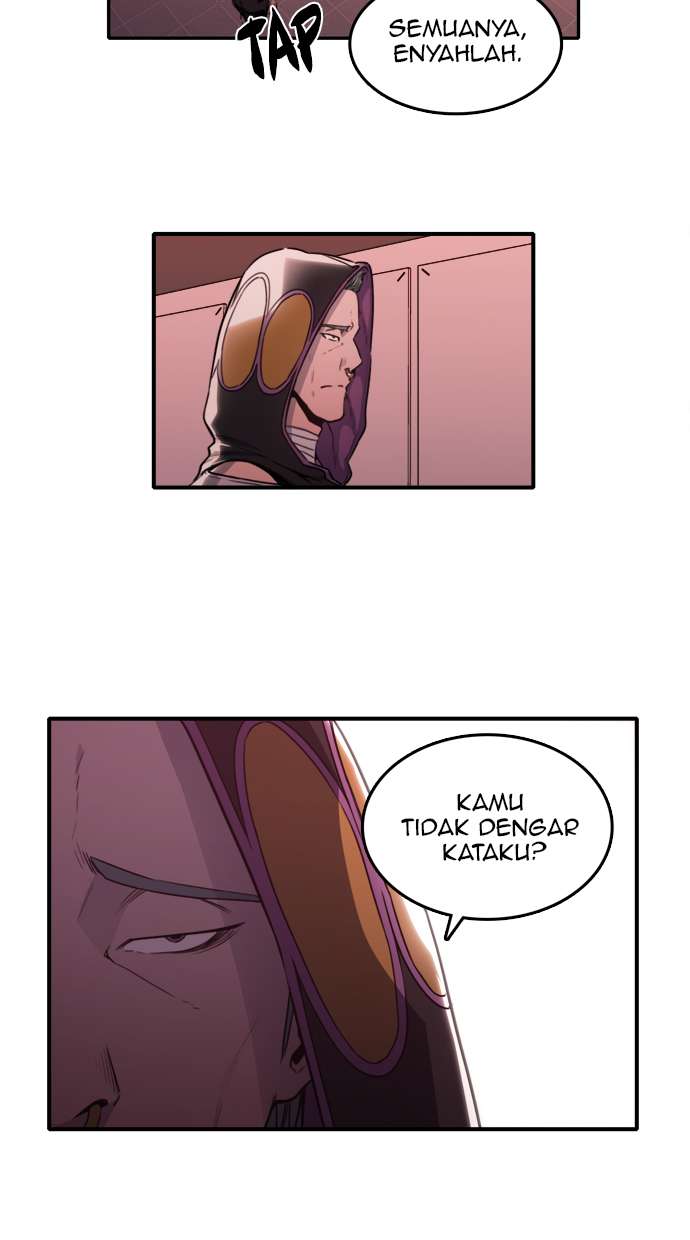 TAP
SEMUANYA,
ENYAHLAH.
KAMU
TIDAK DENGAR
KATAKU?